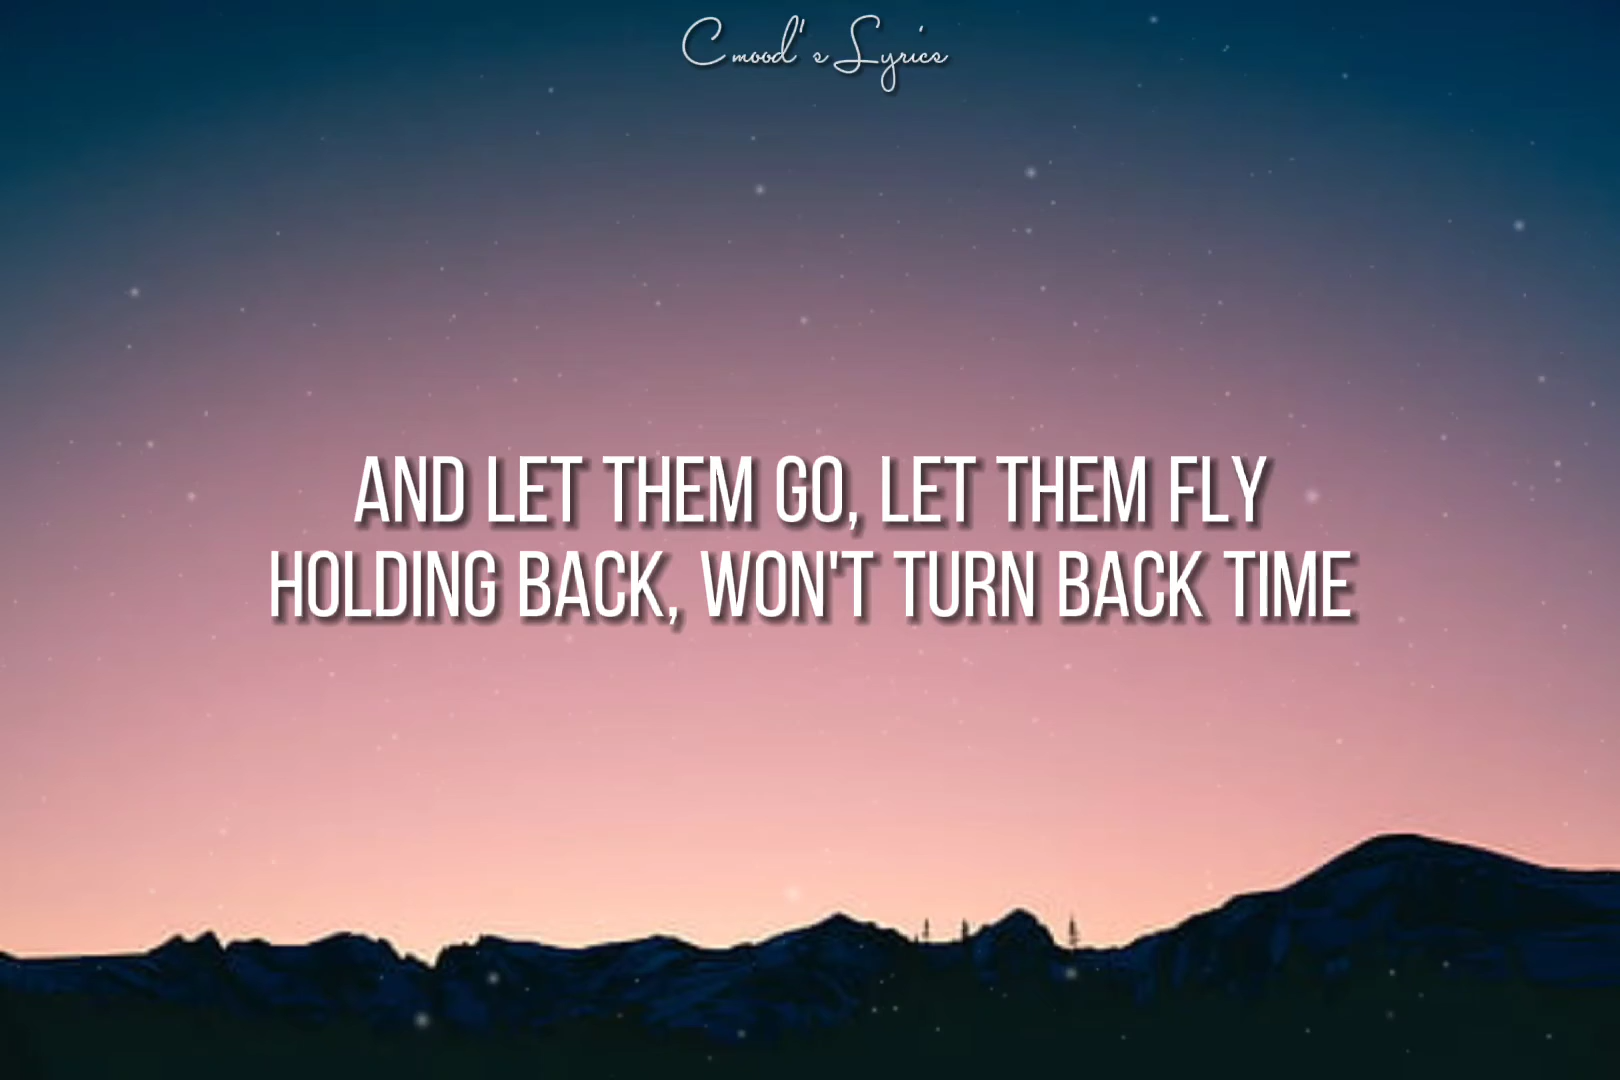 Cmood's Lyrics
AND LET THEM GO, LET THEM FLY
HOLDING BACK, WON'T TURN BACK TIME